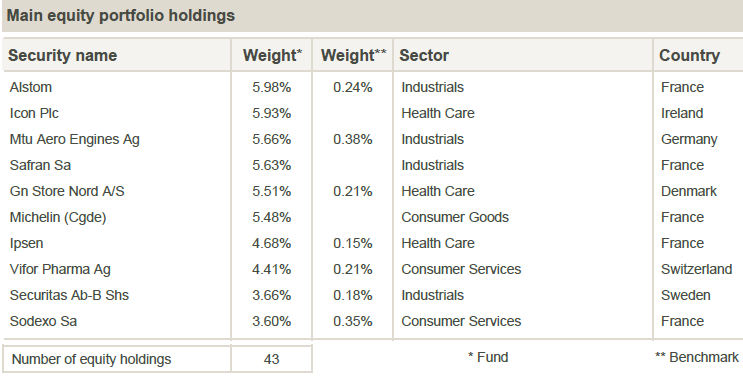 Main equity portfolio holdings
Security name Weight* Weight** Sector Country
Alstom 5.98% 0.24% Industrials France
Icon Plc 5.93% Health Care Ireland
Mtu Aero Engines Ag 5.66% 0.38% Industrials Germany
Safran Sa 5.63% Industrials France
Gn Store Nord A/S 5.51% 0.21% Health Care Denmark
Michelin (Cgde) 5.48% Consumer Goods France
Ipsen 4.68% 0.15% Health Care France
Vifor Pharma Ag 4.41% 0.21% Consumer Services Switzerland
Securitas Ab-B Shs 3.66% 0.18% Industrials Sweden
Sodexo Sa 3.60% 0.35% Consumer Services France
Number of equity holdings 43 * Fund ** Benchmark